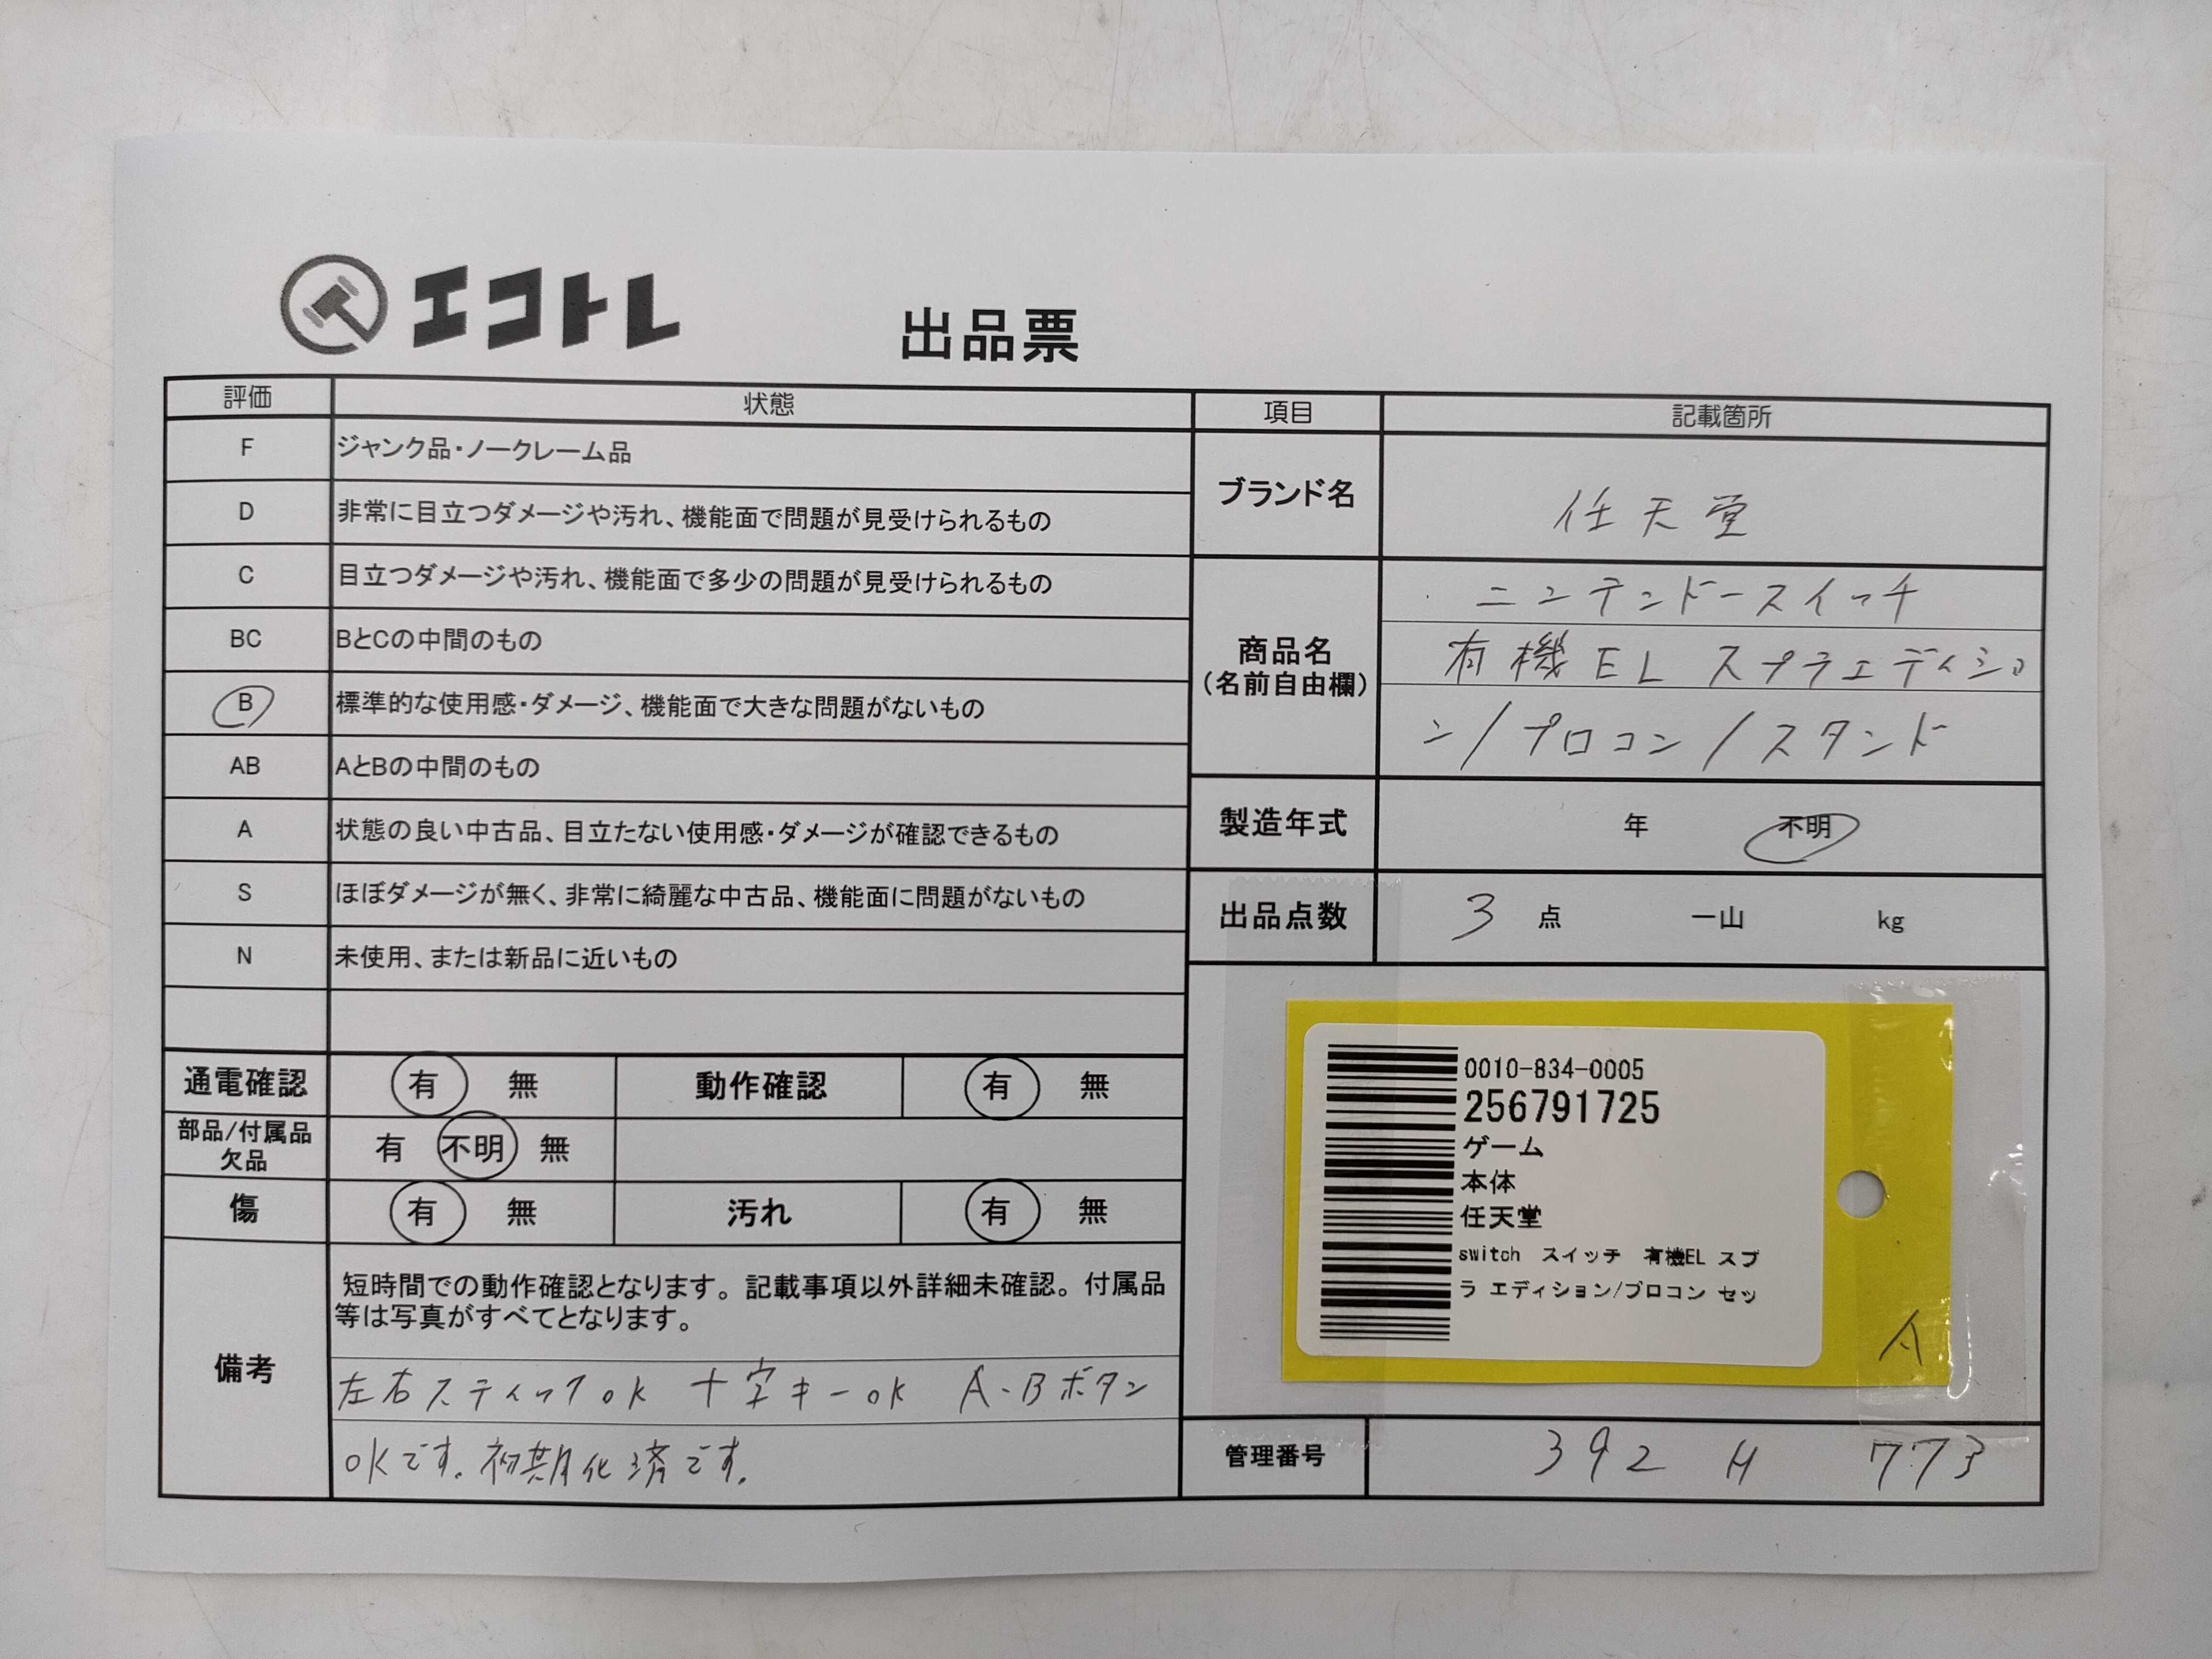 エコトレ
出品票
評価 状態
F ジャンク品・ノークレーム品
D 非常に目立つダメージや汚れ、機能面で問題が見受けられるもの
C 目立つダメージや汚れ、機能面で多少の問題が見受けられるもの
BC BとCの中間のもの
B 標準的な使用感・ダメージ、機能面で大きな問題がないもの
AB AとBの中間のもの
A 状態の良い中古品、目立たない使用感・ダメージが確認できるもの
S ほぼダメージが無く、非常に綺麗な中古品、機能面に問題がないもの
N 未使用、または新品に近いもの
通電確認 有 無 動作確認 有 無
部品/付属品
欠品
有 不明 無
傷 有 無 汚れ 有 無
備考
短時間での動作確認となります。記載事項以外詳細未確認。付属品
等は写真がすべてとなります。
左右スティックok 十字キーok A・Bボタン
okです。初期化済です。
項目 記載箇所
ブランド名 任天堂
商品名
(名前自由欄)
ニンテンドースイッチ
有機EL スプラエディショ
ン/プロコン/スタンド
製造年式 年 不明
出品点数 3 点 一山 kg
0010-834-0005
256791725
ゲーム
本体
任天堂
switch スイッチ 有機EL スプ
ラ エディション/プロコン セッ
A
管理番号 392 H 773